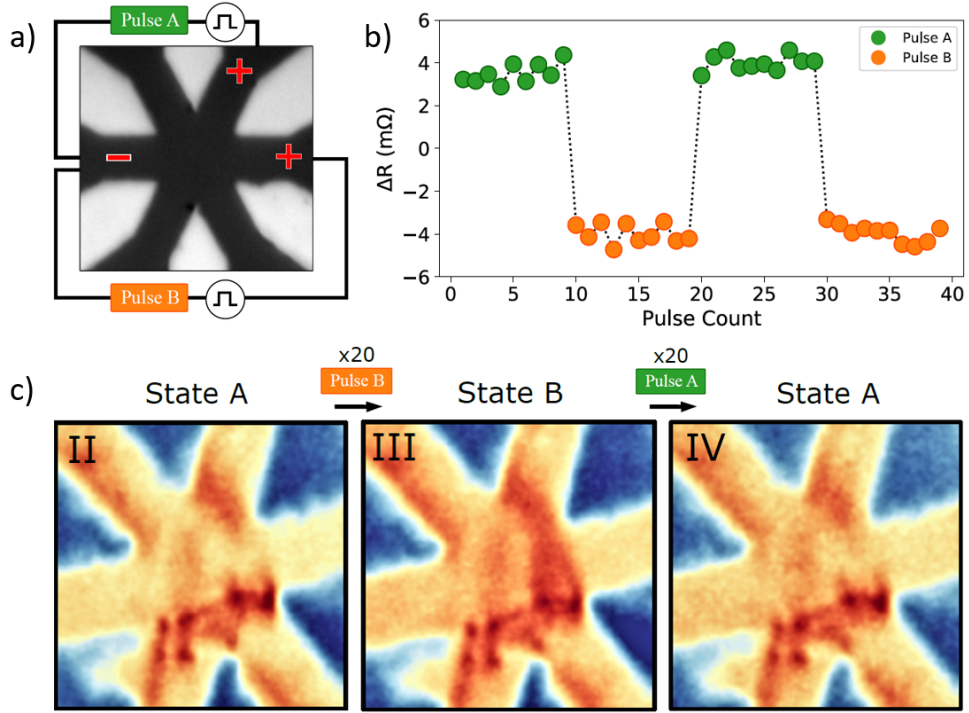 a)
Pulse A
+
−
+
Pulse B
b)
ΔR (mΩ)
6
4
2
0
−2
−4
−6
Pulse A
Pulse B
0 5 10 15 20 25 30 35 40
Pulse Count
c)
State A
x20
Pulse B
State B
x20
Pulse A
State A
II
III
IV